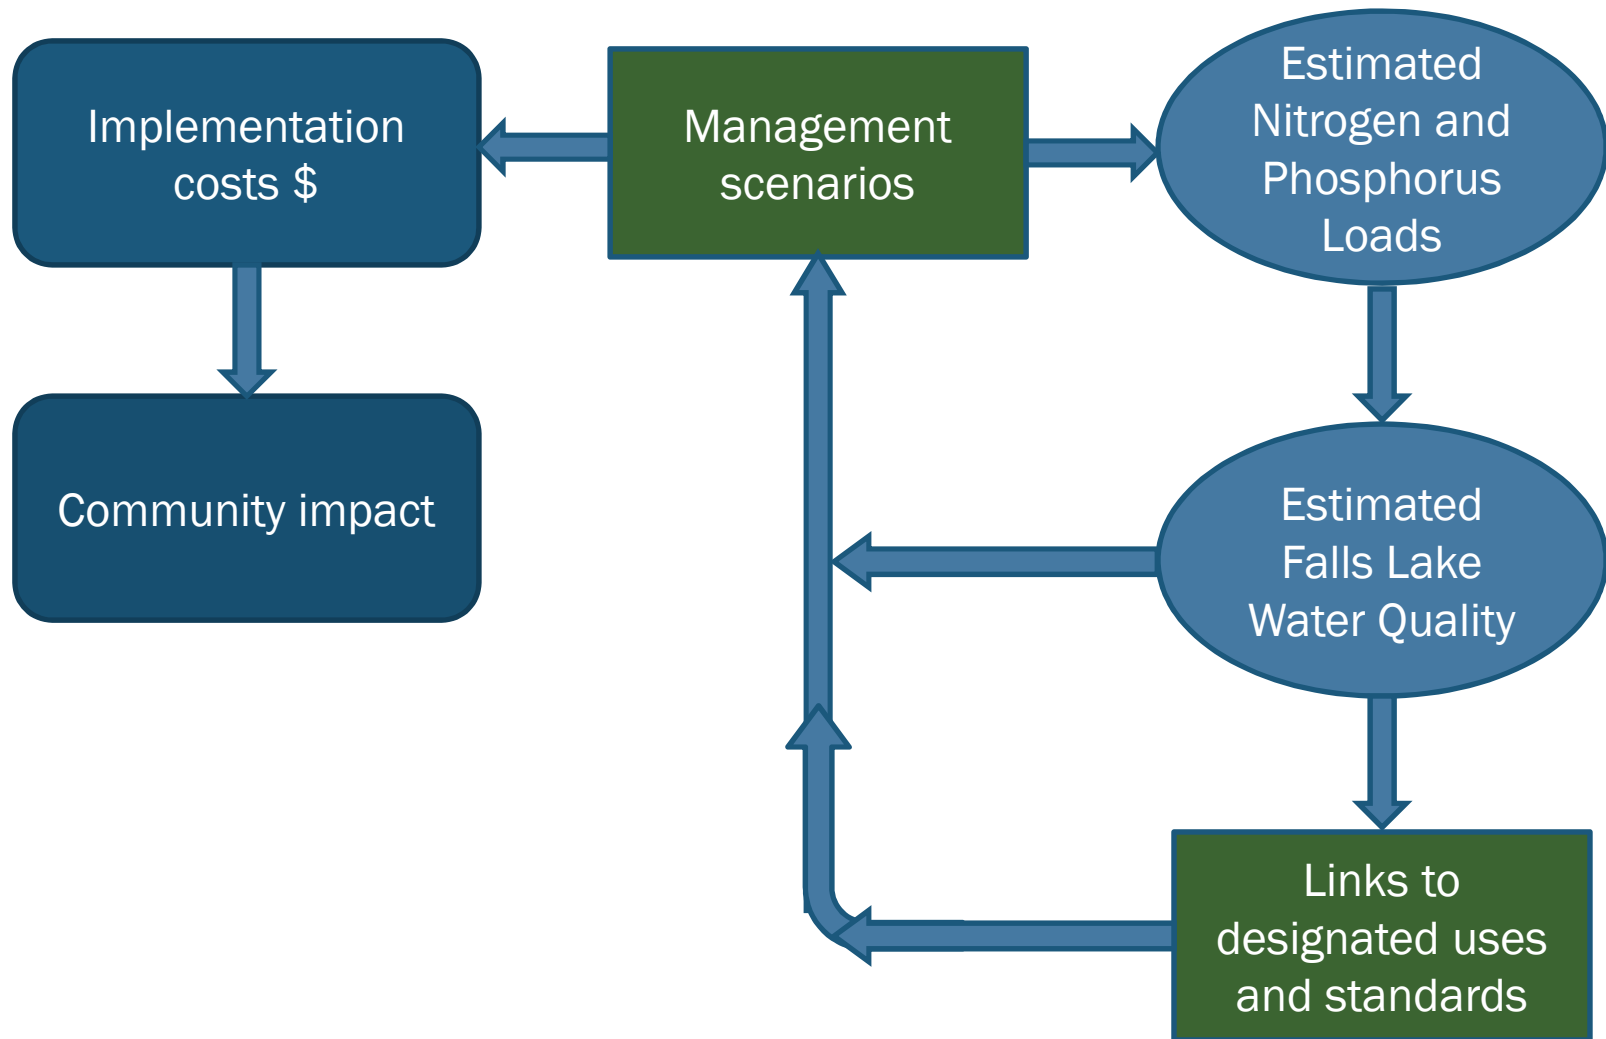 Implementation
costs $
Management
scenarios
Estimated
Nitrogen and
Phosphorus
Loads
Community impact
Estimated
Falls Lake
Water Quality
Links to
designated uses
and standards